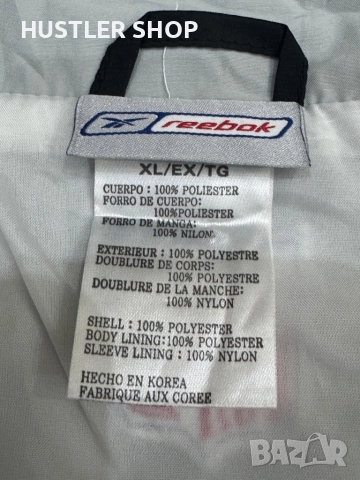 HUSTLER SHOP
reebok
XL/EX/TG
CUERPO : 100% POLIESTER
FORRO DE CUERPO:
100%POLIESTER
FORRO DE MANGA:
100% NILON.
EXTERIEUR : 100% POLYESTRE
DOUBLURE DE CORPS:
100% POLYESTRE
DOUBLURE DE LA MANCHE:
100% NYLON
SHELL : 100% POLYESTER
BODY LINING: 100% POLYESTER
SLEEVE LINING : 100% NYLON
HECHO EN KOREA
FABRIQUE AUX COREE
БАЗАР
bg